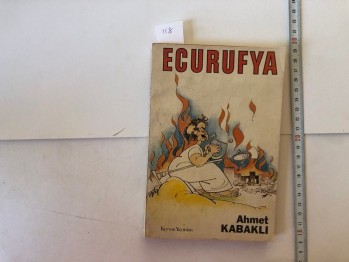 118
ECURUFYA
Ahmet
KABAKLI